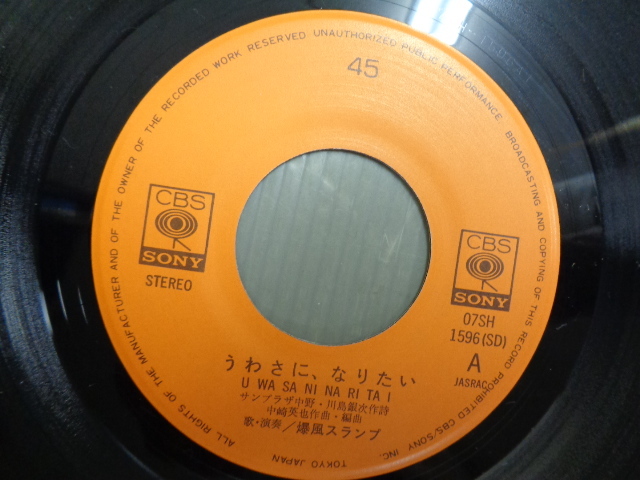 ALL RIGHTS OF THE MANUFACTURER AND OF THE OWNER OF THE RECORDED WORK RESERVED UNAUTHORIZED PUBLIC PERFORMANCE. BROADCASTING AND COPYING OF THIS RECORD PROHIBITED CBS/SONY INC. TOKYO JAPAN
45
CBS
SONY
STEREO
CBS
SONY
07SH
1596(SD)
A
JASRAC
うわさに、なりたい
U WA SA NI NA RI TA I
サンプラザ中野・川島銀次作詩
中崎英也作曲・編曲
歌・演奏/爆風スランプ